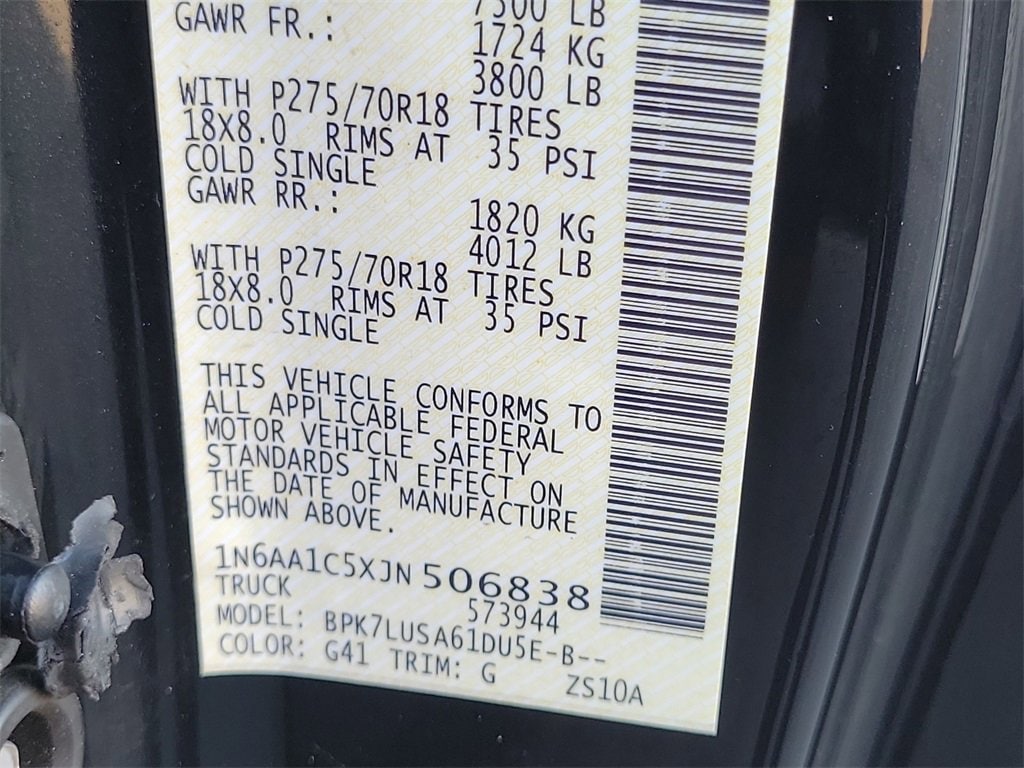 7500 LB
GAWR FR.: 1724 KG
3800 LB
WITH P275/70R18 TIRES
18X8.0 RIMS AT 35 PSI
COLD SINGLE
GAWR RR.: 1820 KG
4012 LB
WITH P275/70R18 TIRES
18X8.0 RIMS AT 35 PSI
COLD SINGLE
THIS VEHICLE CONFORMS TO
ALL APPLICABLE FEDERAL
MOTOR VEHICLE SAFETY
STANDARDS IN EFFECT ON
THE DATE OF MANUFACTURE
SHOWN ABOVE.
1N6AA1C5XJN506838
TRUCK 573944
MODEL: BPK7LUSA61DU5E-B--
COLOR: G41 TRIM: G ZS10A